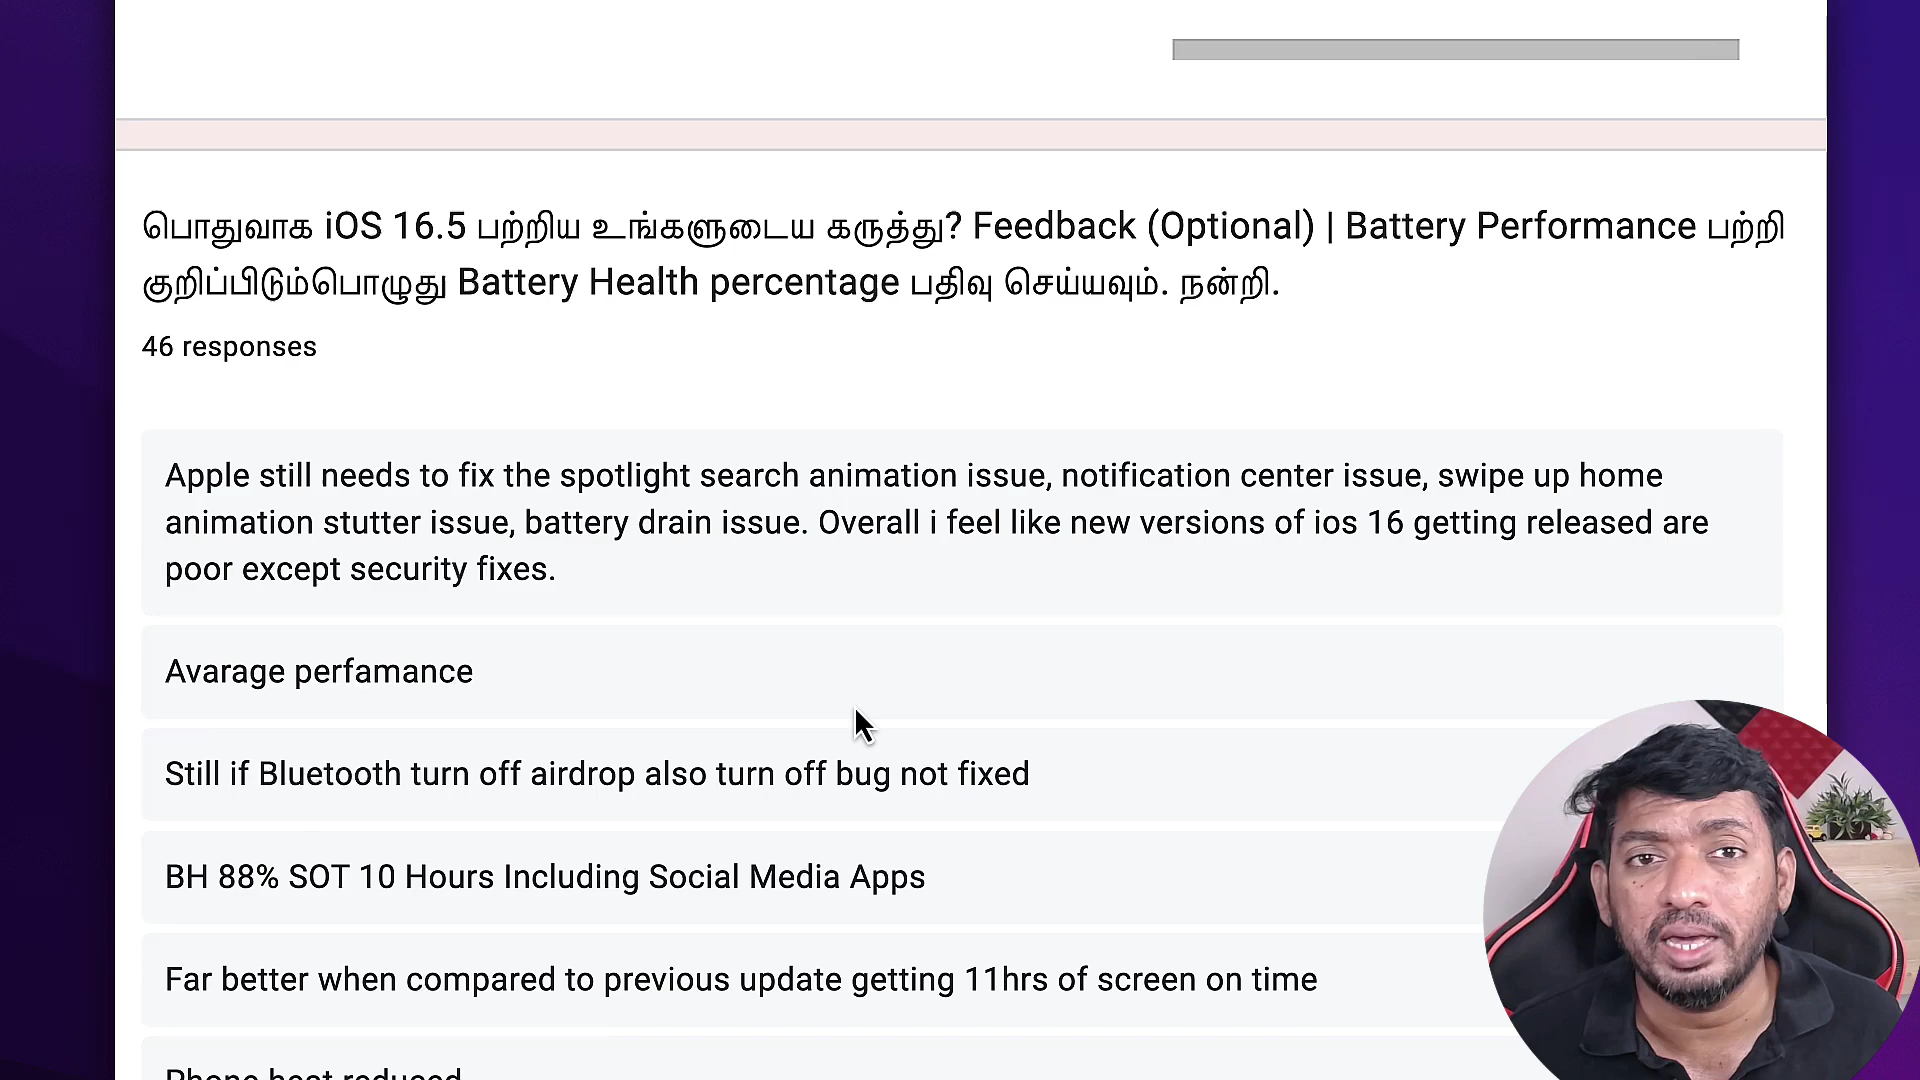 பொதுவாக iOS 16.5 பற்றிய உங்களுடைய கருத்து? Feedback (Optional) | Battery Performance பற்றி
குறிப்பிடும்பொழுது Battery Health percentage பதிவு செய்யவும். நன்றி.
46 responses
Apple still needs to fix the spotlight search animation issue, notification center issue, swipe up home
animation stutter issue, battery drain issue. Overall i feel like new versions of ios 16 getting released are
poor except security fixes.
Avarage perfamance
Still if Bluetooth turn off airdrop also turn off bug not fixed
BH 88% SOT 10 Hours Including Social Media Apps
Far better when compared to previous update getting 11hrs of screen on time
Phone heat reduced